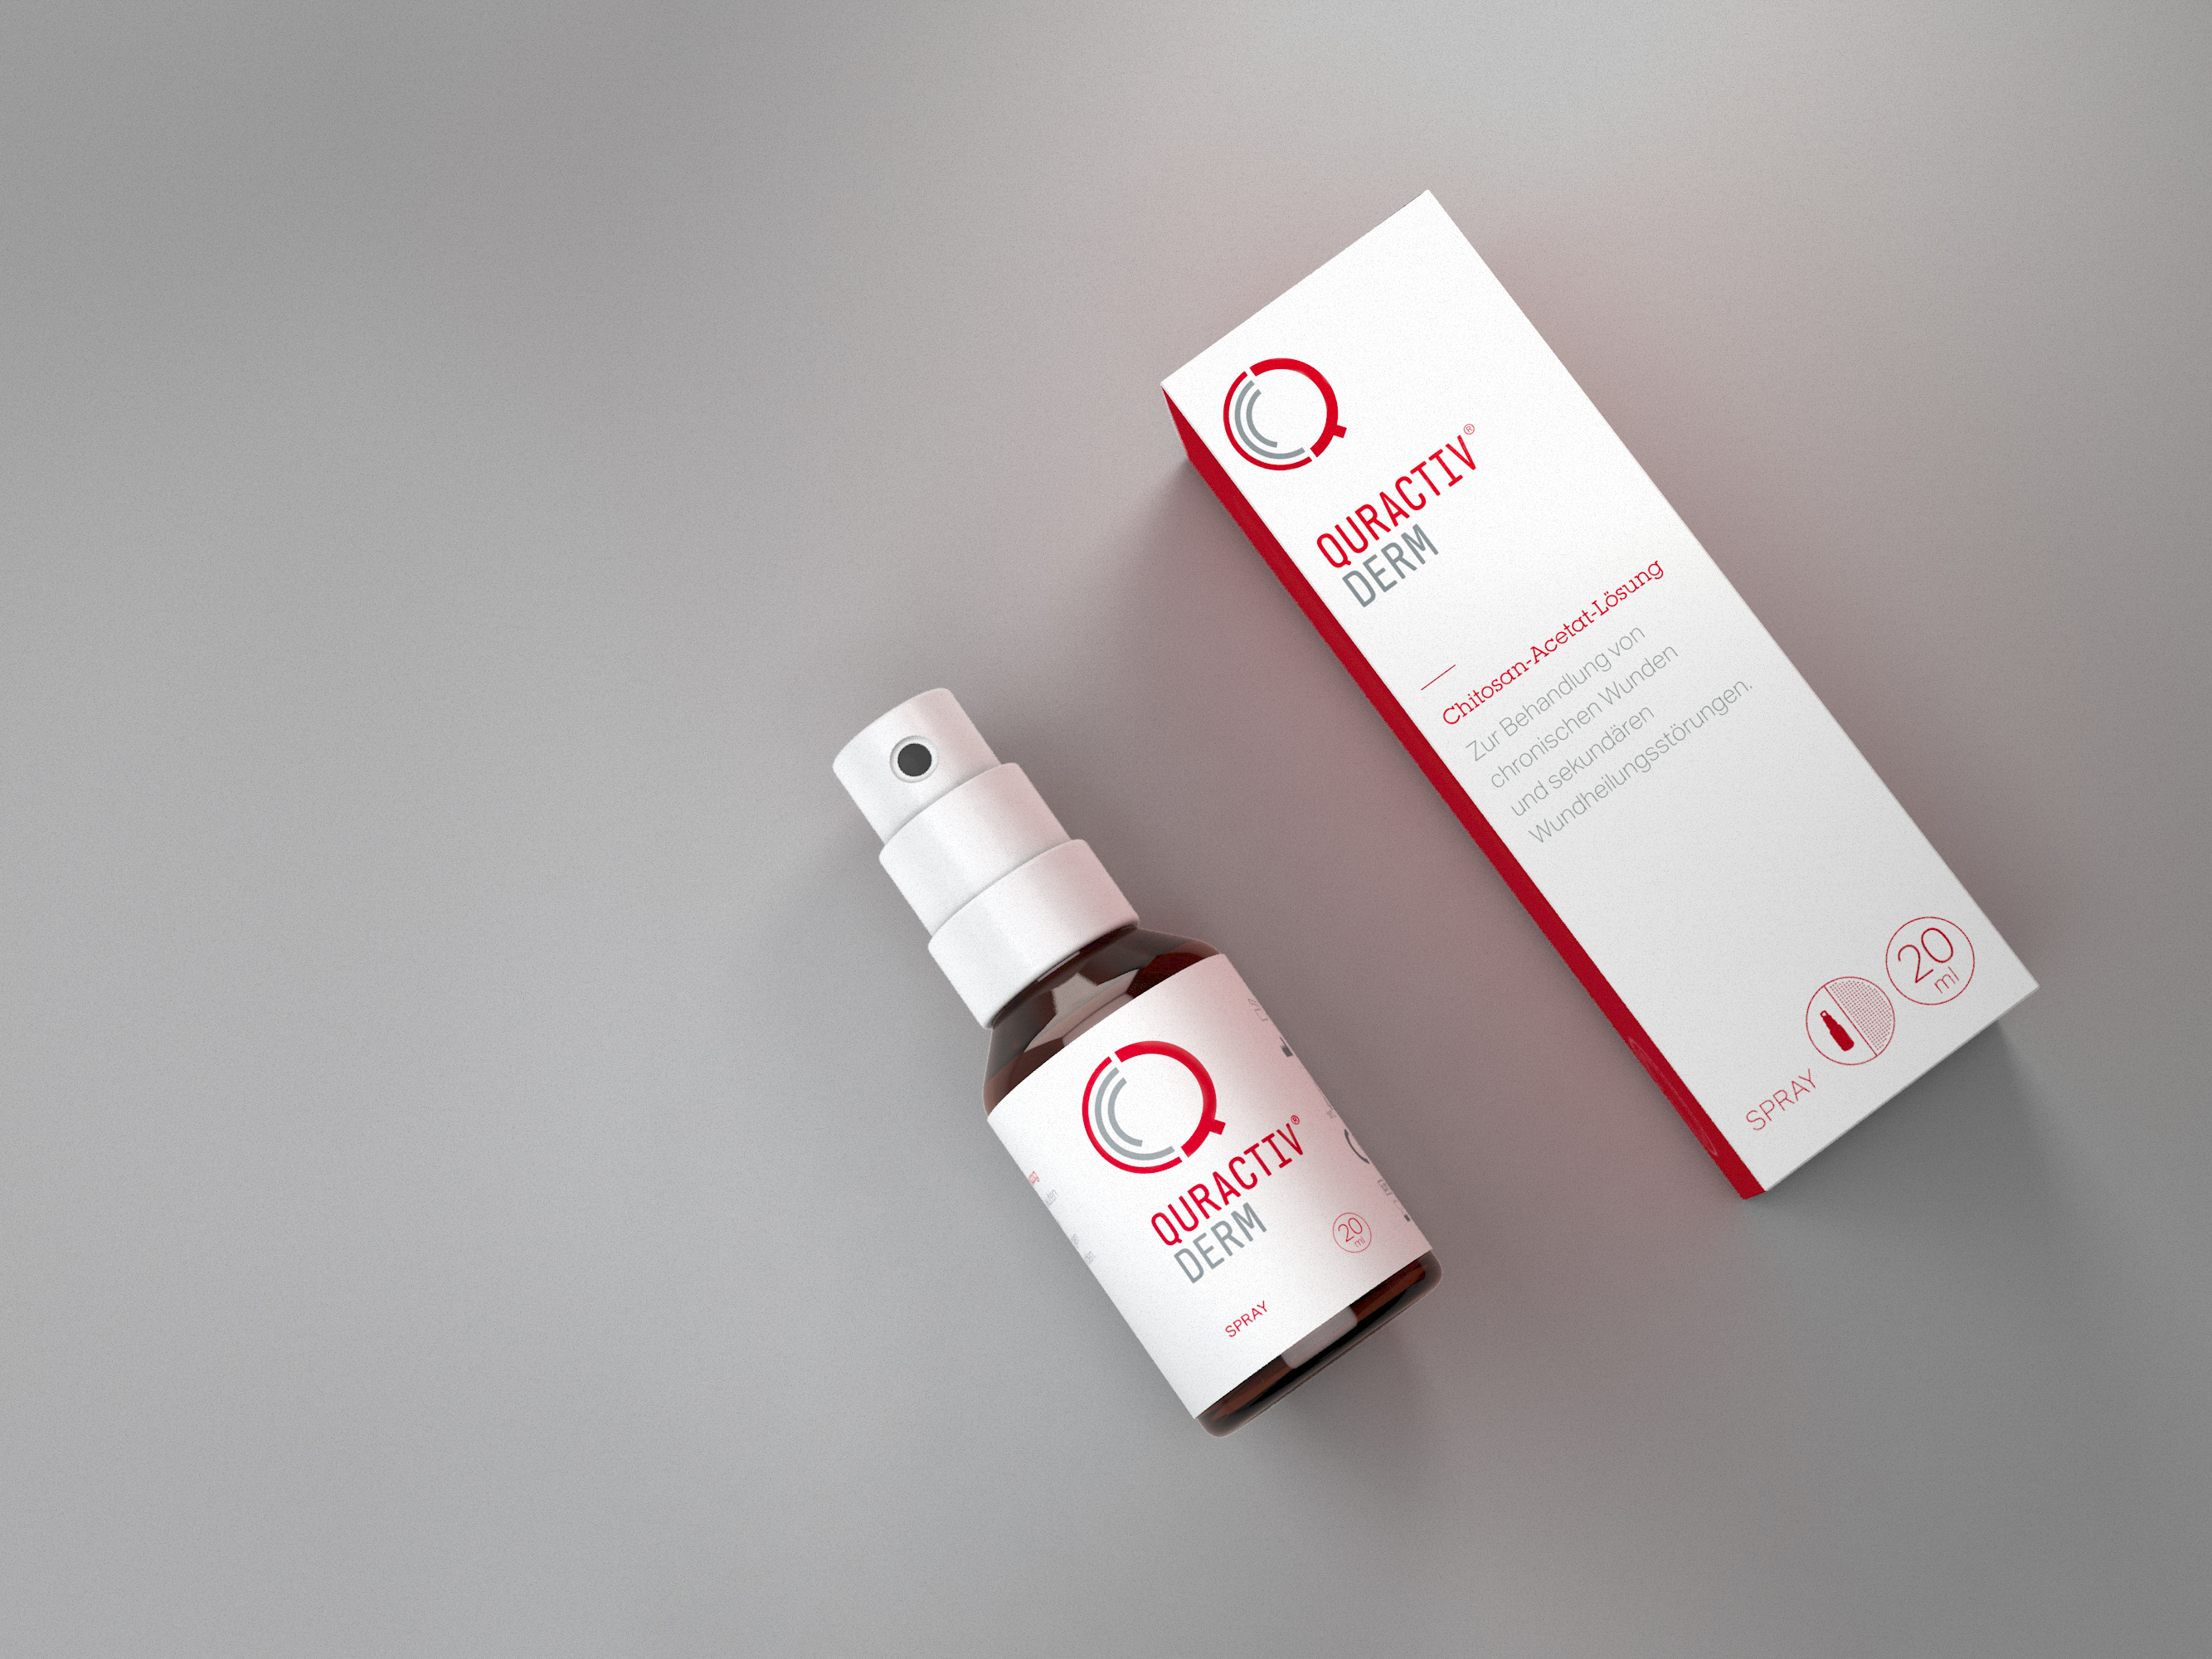 QURACTIV®
DERM
Chitosan-Acetat-Lösung
Zur Behandlung von
chronischen Wunden
und sekundären
Wundheilungsstörungen.
SPRAY
20
ml
QURACTIV®
DERM
20
ml
SPRAY